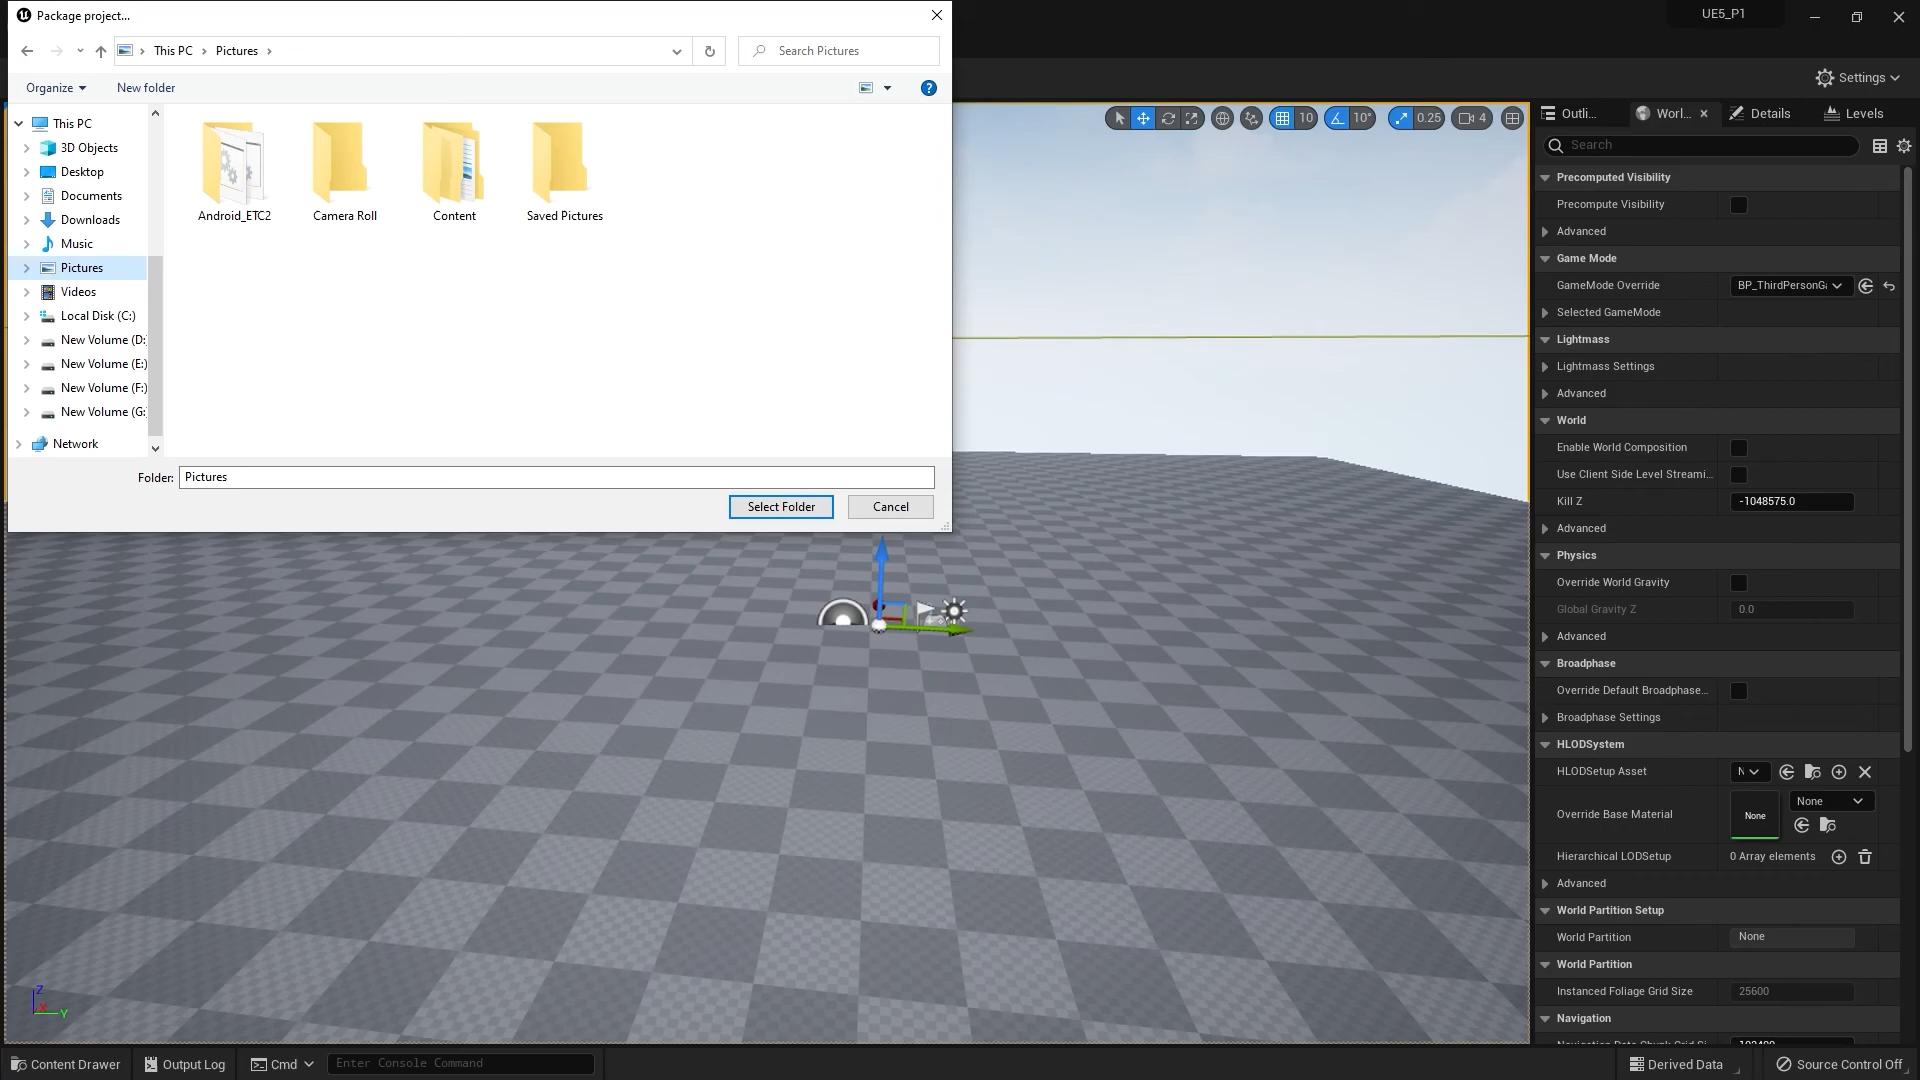 Package project...
UE5_P1
This PC
Pictures
Search Pictures
Settings
Organize
New folder
This PC
3D Objects
Desktop
Documents
Downloads
Music
Pictures
Videos
Local Disk (C:)
New Volume (D:
New Volume (E:)
New Volume (F:)
New Volume (G:
Network
Android_ETC2
Camera Roll
Content
Saved Pictures
Folder:
Pictures
Select Folder
Cancel
10
10°
0.25
4
Outli...
Worl...
Details
Levels
Search
Precomputed Visibility
Precompute Visibility
Advanced
Game Mode
GameMode Override
BP_ThirdPersonGa
Selected GameMode
Lightmass
Lightmass Settings
Advanced
World
Enable World Composition
Use Client Side Level Streami...
Kill Z
-1048575.0
Advanced
Physics
Override World Gravity
Global Gravity Z
0.0
Advanced
Broadphase
Override Default Broadphase...
Broadphase Settings
HLODSystem
HLODSetup Asset
N
Override Base Material
None
None
Hierarchical LODSetup
0 Array elements
Advanced
World Partition Setup
World Partition
None
World Partition
Instanced Foliage Grid Size
25600
Navigation
Z
X
Y
Content Drawer
Output Log
Cmd
Enter Console Command
Derived Data
Source Control Off